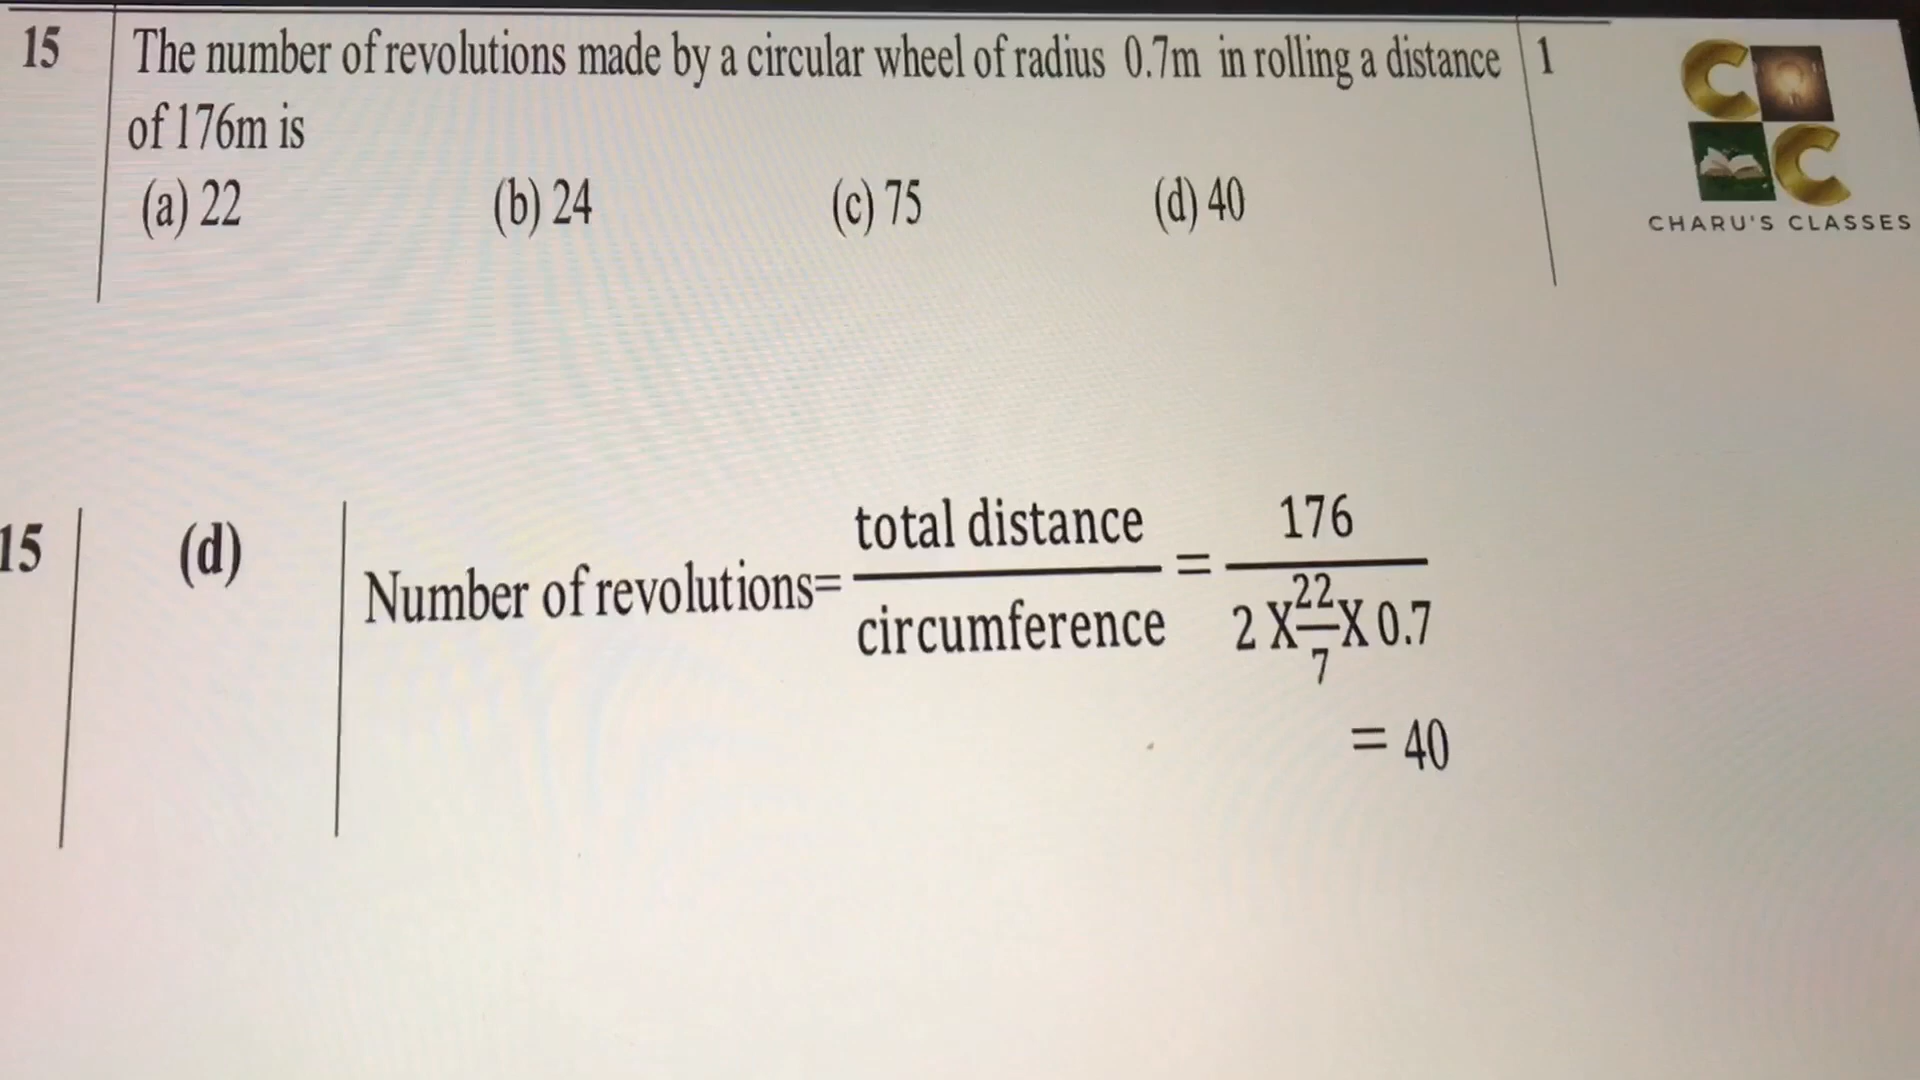 15 The number of revolutions made by a circular wheel of radius 0.7m in rolling a distance 1
of 176m is
(a) 22 (b) 24 (c) 75 (d) 40
CHARU'S CLASSES
15 (d) Number of revolutions= total distance / circumference = 176 / 2 X 22/7 X 0.7
= 40